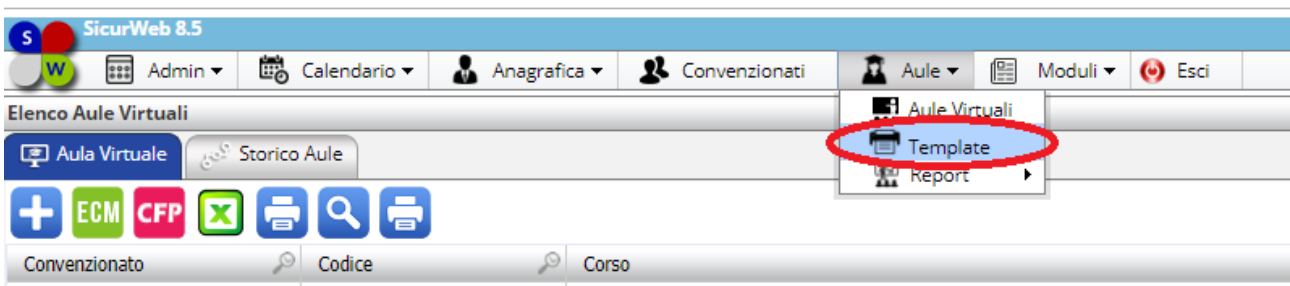 S W SicurWeb 8.5
Admin Calendario Anagrafica Convenzionati Aule Moduli Esci
Elenco Aule Virtuali
Aule Virtuali
Aula Virtuale Storico Aule
Template
Report
ECM CFP X
Convenzionato Codice Corso